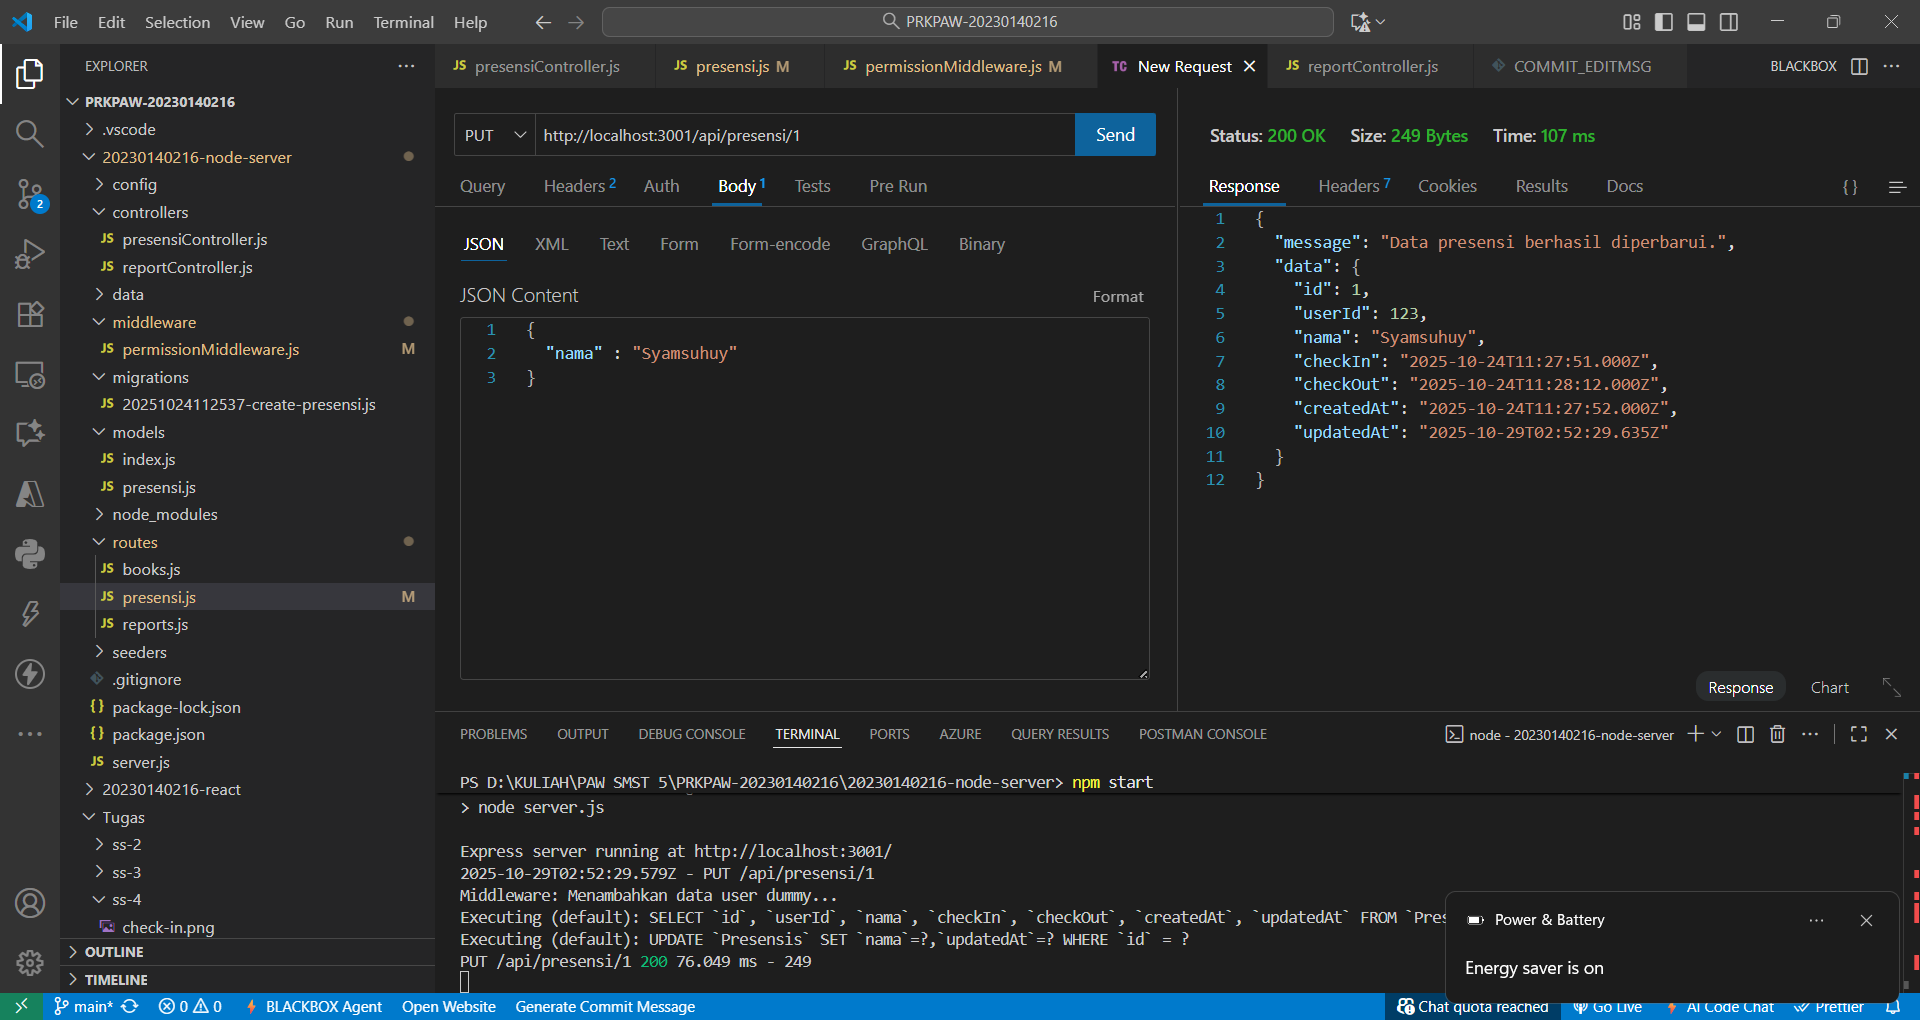 File Edit Selection View Go Run Terminal Help
PRKPAW-20230140216
EXPLORER
PRKPAW-20230140216
.vscode
20230140216-node-server
config
controllers
JS presensiController.js
JS reportController.js
data
middleware
JS permissionMiddleware.js M
migrations
JS 20251024112537-create-presensi.js
models
JS index.js
JS presensi.js
node_modules
routes
JS books.js
JS presensi.js M
JS reports.js
seeders
.gitignore
{} package-lock.json
{} package.json
JS server.js
20230140216-react
Tugas
ss-2
ss-3
ss-4
check-in.png
OUTLINE
TIMELINE
2
JS presensiController.js
JS presensi.js M
JS permissionMiddleware.js M
TC New Request
JS reportController.js
COMMIT_EDITMSG
BLACKBOX
PUT http://localhost:3001/api/presensi/1 Send
Query Headers 2 Auth Body 1 Tests Pre Run
JSON XML Text Form Form-encode GraphQL Binary
JSON Content Format
1 {
2 "nama" : "Syamsuhuy"
3 }
Status: 200 OK Size: 249 Bytes Time: 107 ms
Response Headers 7 Cookies Results Docs {}
1 {
2 "message": "Data presensi berhasil diperbarui.",
3 "data": {
4 "id": 1,
5 "userId": 123,
6 "nama": "Syamsuhuy",
7 "checkIn": "2025-10-24T11:27:51.000Z",
8 "checkOut": "2025-10-24T11:28:12.000Z",
9 "createdAt": "2025-10-24T11:27:52.000Z",
10 "updatedAt": "2025-10-29T02:52:29.635Z"
11 }
12 }
Response Chart
PROBLEMS OUTPUT DEBUG CONSOLE TERMINAL PORTS AZURE QUERY RESULTS POSTMAN CONSOLE
node - 20230140216-node-server
PS D:\KULIAH\PAW SMST 5\PRKPAW-20230140216\20230140216-node-server> npm start
> node server.js
Express server running at http://localhost:3001/
2025-10-29T02:52:29.579Z - PUT /api/presensi/1
Middleware: Menambahkan data user dummy...
Executing (default): SELECT `id`, `userId`, `nama`, `checkIn`, `checkOut`, `createdAt`, `updatedAt` FROM `Pres
Executing (default): UPDATE `Presensis` SET `nama`=?,`updatedAt`=? WHERE `id` = ?
PUT /api/presensi/1 200 76.049 ms - 249
Power & Battery
Energy saver is on
main* 0 0 BLACKBOX Agent Open Website Generate Commit Message
Chat quota reached Go Live AI Code Chat Prettier